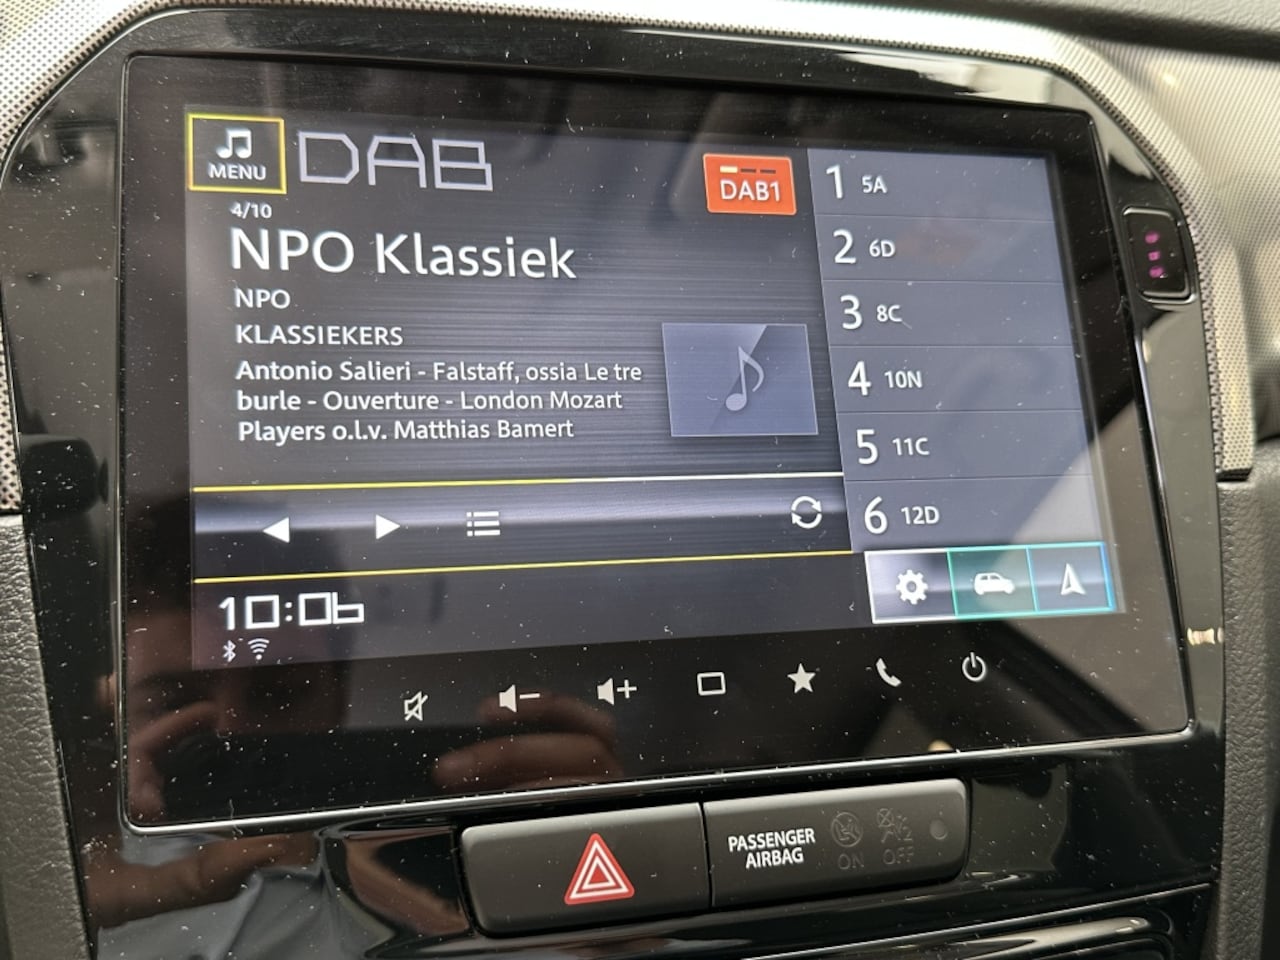 MENU
DAB
DAB1
4/10
NPO Klassiek
NPO
KLASSIEKERS
Antonio Salieri - Falstaff, ossia Le tre
burle - Ouverture - London Mozart
Players o.l.v. Matthias Bamert
1 5A
2 6D
3 8C
4 10N
5 11C
6 12D
10:06
PASSENGER
AIRBAG
ON
OFF